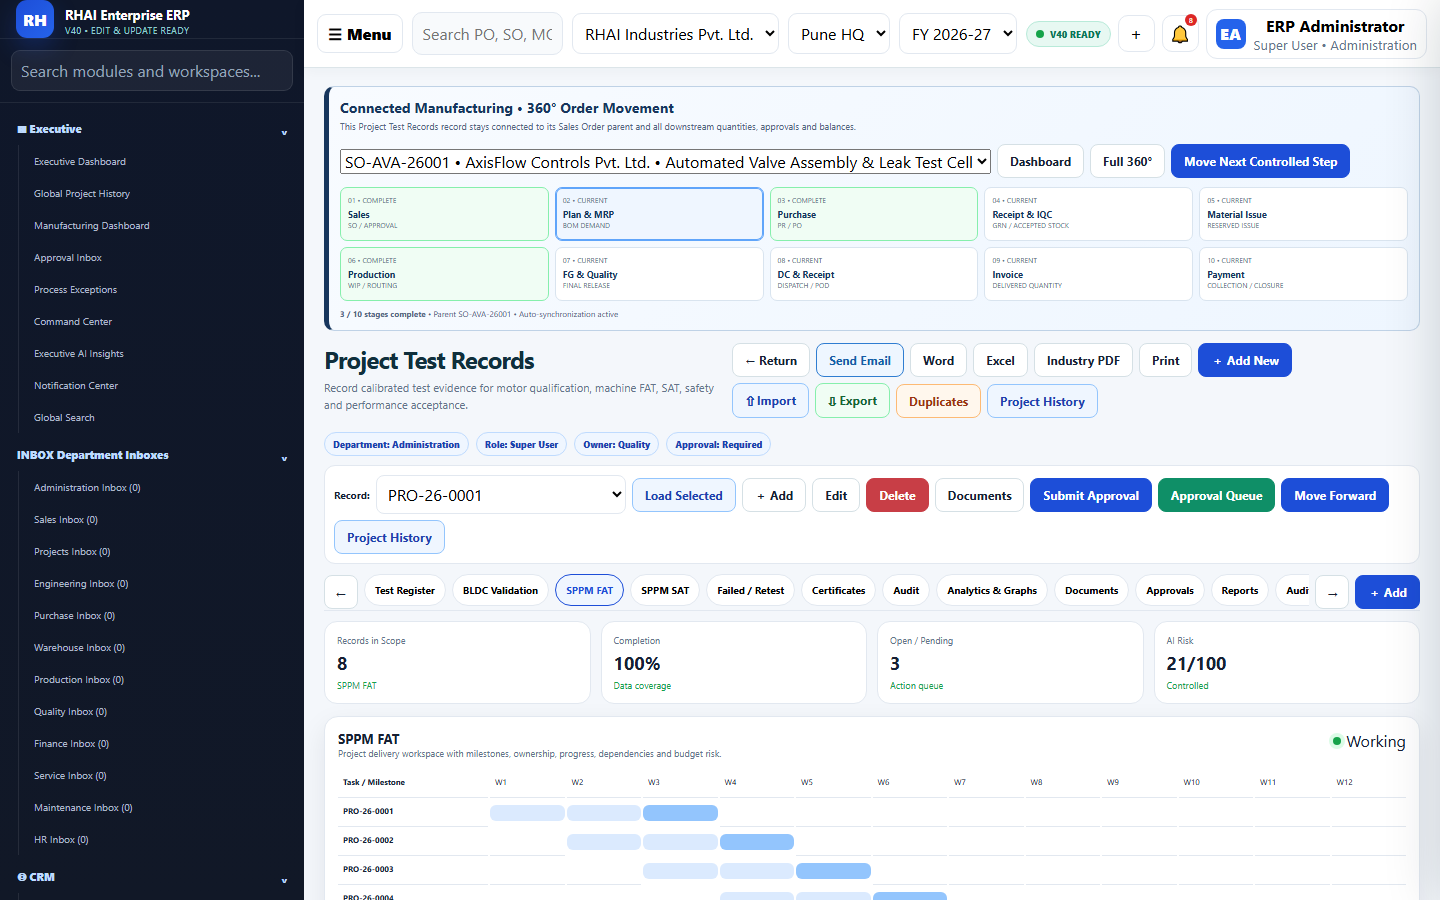 RH
RHAI Enterprise ERP
V40 • EDIT & UPDATE READY
Search modules and workspaces...
Executive
Executive Dashboard
Global Project History
Manufacturing Dashboard
Approval Inbox
Process Exceptions
Command Center
Executive AI Insights
Notification Center
Global Search
INBOX Department Inboxes
Administration Inbox (0)
Sales Inbox (0)
Projects Inbox (0)
Engineering Inbox (0)
Purchase Inbox (0)
Warehouse Inbox (0)
Production Inbox (0)
Quality Inbox (0)
Finance Inbox (0)
Service Inbox (0)
Maintenance Inbox (0)
HR Inbox (0)
CRM
☰ Menu
Search PO, SO, MC
RHAI Industries Pvt. Ltd.
Pune HQ
FY 2026-27
V40 READY
+
8
EA
ERP Administrator
Super User • Administration
Connected Manufacturing • 360° Order Movement
This Project Test Records record stays connected to its Sales Order parent and all downstream quantities, approvals and balances.
SO-AVA-26001 • AxisFlow Controls Pvt. Ltd. • Automated Valve Assembly & Leak Test Cell
Dashboard
Full 360°
Move Next Controlled Step
01 • COMPLETE
Sales
SO / APPROVAL
02 • CURRENT
Plan & MRP
BOM DEMAND
03 • COMPLETE
Purchase
PR / PO
04 • CURRENT
Receipt & IQC
GRN / ACCEPTED STOCK
05 • CURRENT
Material Issue
RESERVED ISSUE
06 • COMPLETE
Production
WIP / ROUTING
07 • CURRENT
FG & Quality
FINAL RELEASE
08 • CURRENT
DC & Receipt
DISPATCH / POD
09 • CURRENT
Invoice
DELIVERED QUANTITY
10 • CURRENT
Payment
COLLECTION / CLOSURE
3 / 10 stages complete • Parent SO-AVA-26001 • Auto-synchronization active
Project Test Records
Record calibrated test evidence for motor qualification, machine FAT, SAT, safety
and performance acceptance.
← Return
Send Email
Word
Excel
Industry PDF
Print
+ Add New
⇧ Import
⇩ Export
Duplicates
Project History
Department: Administration
Role: Super User
Owner: Quality
Approval: Required
Record:
PRO-26-0001
Load Selected
+ Add
Edit
Delete
Documents
Submit Approval
Approval Queue
Move Forward
Project History
←
Test Register
BLDC Validation
SPPM FAT
SPPM SAT
Failed / Retest
Certificates
Audit
Analytics & Graphs
Documents
Approvals
Reports
Audi
→
+ Add
Records in Scope
8
SPPM FAT
Completion
100%
Data coverage
Open / Pending
3
Action queue
AI Risk
21/100
Controlled
SPPM FAT
Project delivery workspace with milestones, ownership, progress, dependencies and budget risk.
Working
Task / Milestone W1 W2 W3 W4 W5 W6 W7 W8 W9 W10 W11 W12
PRO-26-0001
PRO-26-0002
PRO-26-0003
PRO-26-0004